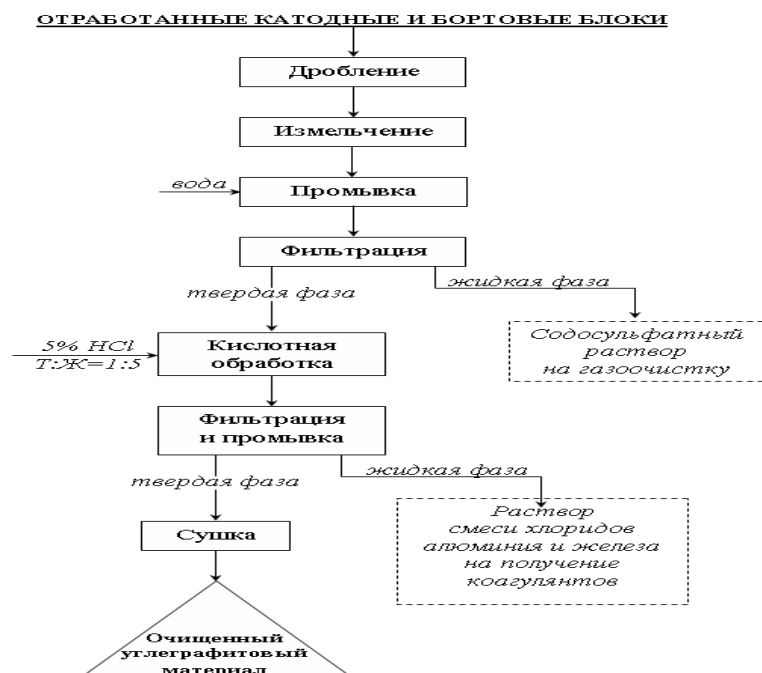 ОТРАБОТАННЫЕ КАТОДНЫЕ И БОРТОВЫЕ БЛОКИ
Дробление
Измельчение
вода
Промывка
Фильтрация
твердая фаза
жидкая фаза
5% HCl
Т:Ж=1:5
Кислотная
обработка
Содосульфатный
раствор
на газоочистку
Фильтрация
и промывка
твердая фаза
жидкая фаза
Сушка
Раствор
смеси хлоридов
алюминия и железа
на получение
коагулянтов
Очищенный
углеграфитовый
материал